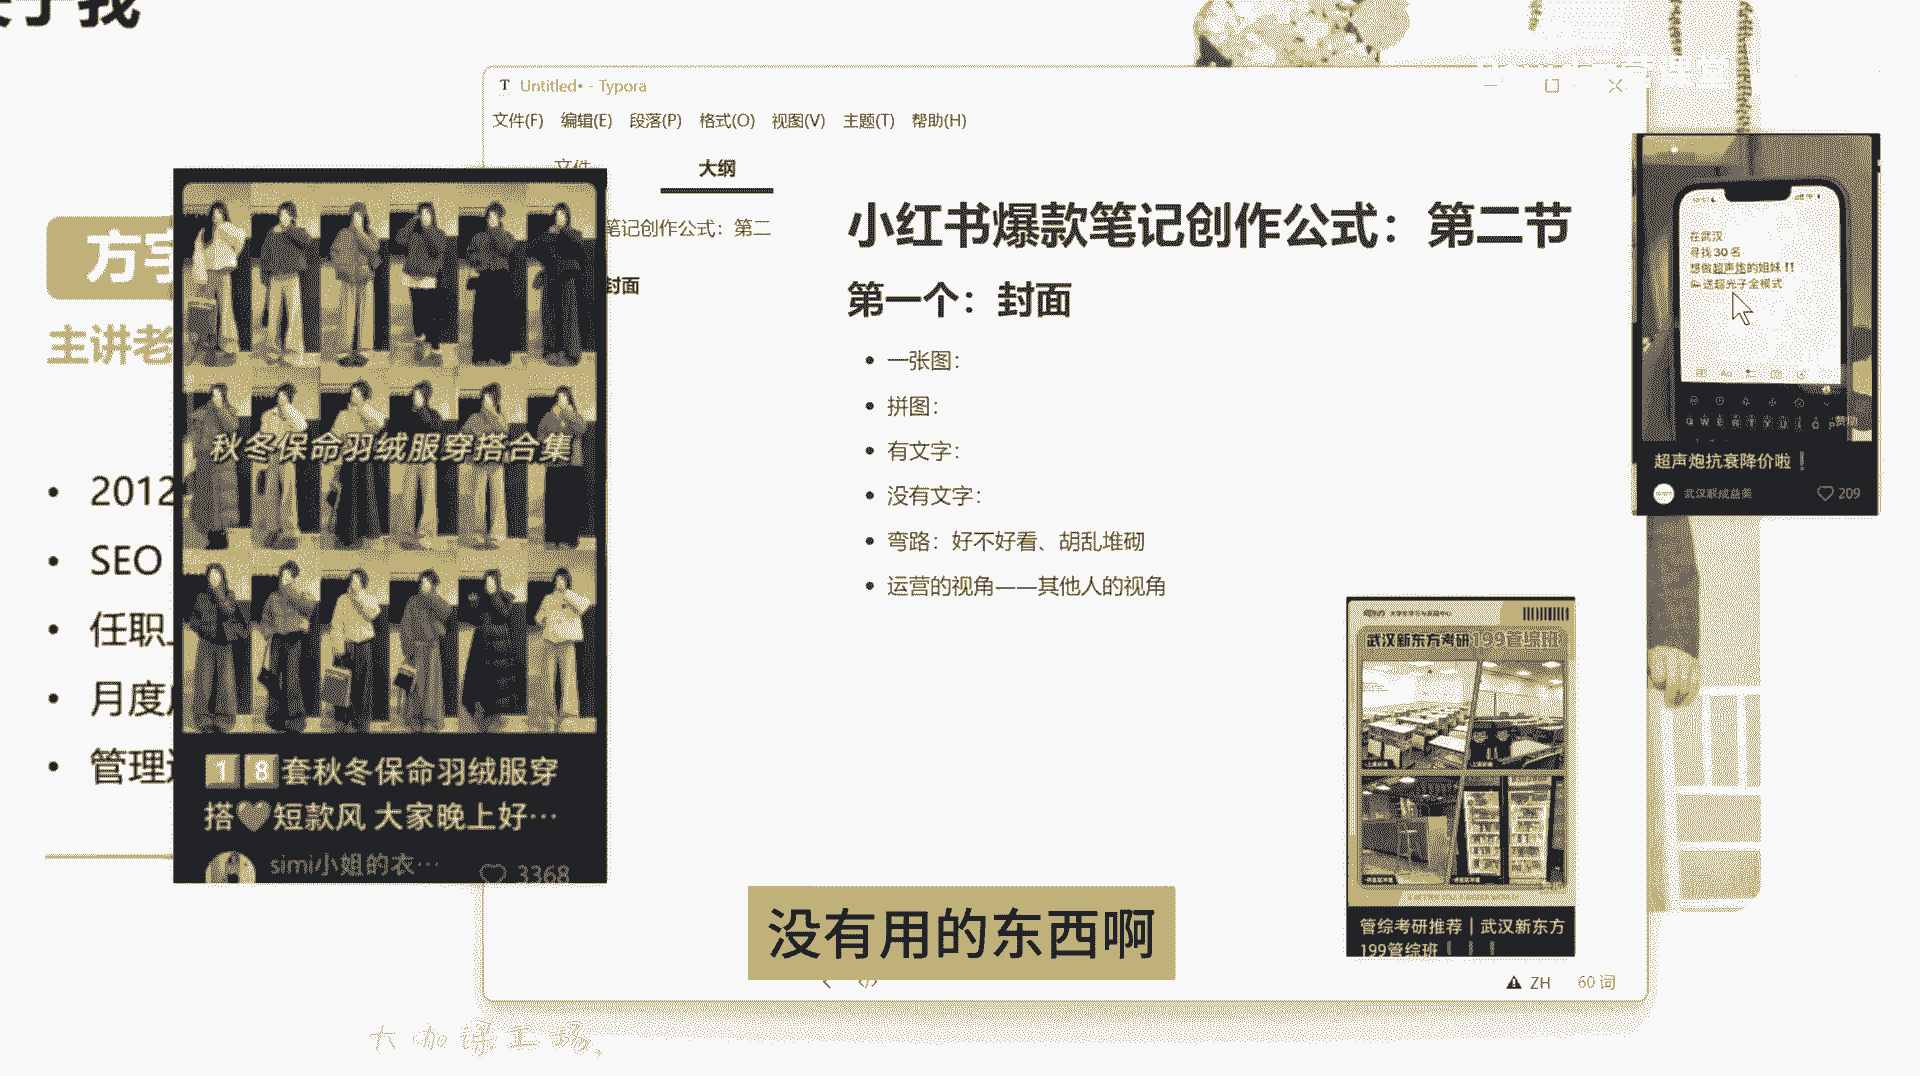 Untitled• - Typora
文件(F) 编辑(E) 段落(P) 格式(O) 视图(V) 主题(T) 帮助(H)
文件
大纲
笔记创作公式：第二
封面
小红书爆款笔记创作公式：第二节
第一个：封面
一张图：
拼图：
有文字：
没有文字：
弯路：好不好看、胡乱堆砌
运营的视角——其他人的视角
主讲老
2012
SEO
任职
月度
管理
秋冬保命羽绒服穿搭合集
18套秋冬保命羽绒服穿
搭🖤短款风 大家晚上好…
simi小姐的衣…
3368
在武汉
寻找 30 名
想做超声炮的姐妹 !!
送超光子全模式
赞助
超声炮抗衰降价啦
武汉联成益美
209
武汉新东方考研199管综班
管综考研推荐｜武汉新东方
199管综班
没有用的东西啊
ZH
60 词
大咖课工场